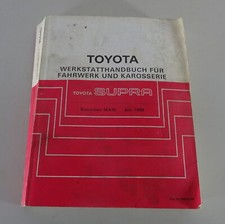 TOYOTA
WERKSTATTHANDBUCH FÜR
FAHRWERK UND KAROSSERIE
TOYOTA SUPRA